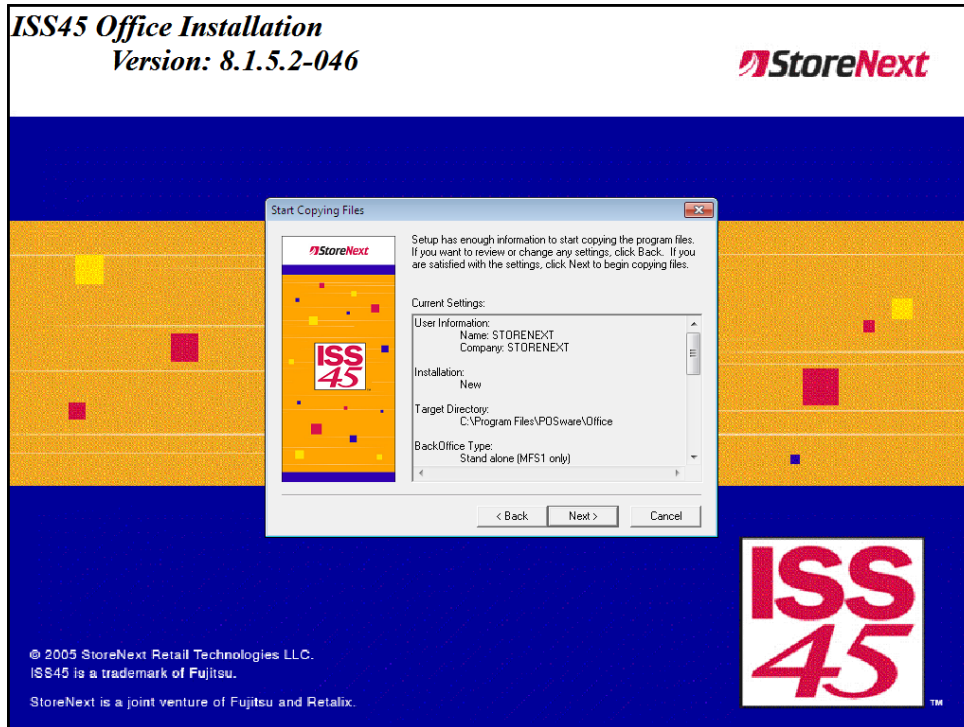 ISS45 Office Installation
Version: 8.1.5.2-046
StoreNext
Start Copying Files
StoreNext
Setup has enough information to start copying the program files.
If you want to review or change any settings, click Back. If you
are satisfied with the settings, click Next to begin copying files.
Current Settings:
User Information:
Name: STORENEXT
Company: STORENEXT
Installation:
New
Target Directory:
C:\Program Files\POSware\Office
BackOffice Type:
Stand alone (MFS1 only)
ISS
45
< Back
Next >
Cancel
ISS
45
TM
© 2005 StoreNext Retail Technologies LLC.
ISS45 is a trademark of Fujitsu.
StoreNext is a joint venture of Fujitsu and Retalix.